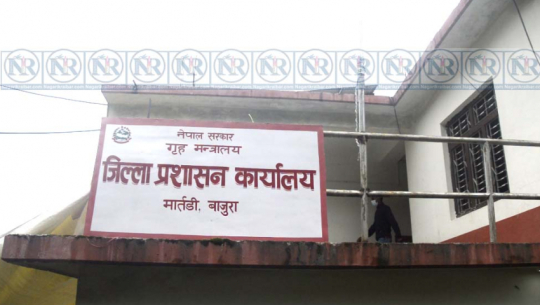 नेपाल सरकार
गृह मन्त्रालय
जिल्ला प्रशासन कार्यालय
मार्तडी, बाजुरा